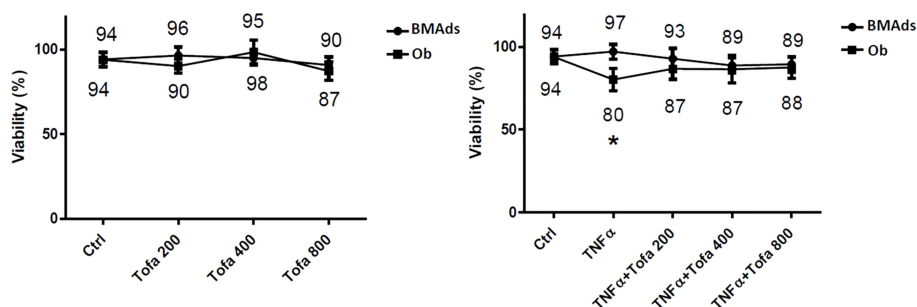 94
96
95
90
BMAds
Ob
100
94
90
98
87
50
0
Viability (%)
Ctrl
Tofa 200
Tofa 400
Tofa 800
94
97
93
89
89
BMAds
Ob
100
94
80
87
87
88
*
50
0
Viability (%)
Ctrl
TNFα
TNFα+Tofa 200
TNFα+Tofa 400
TNFα+Tofa 800